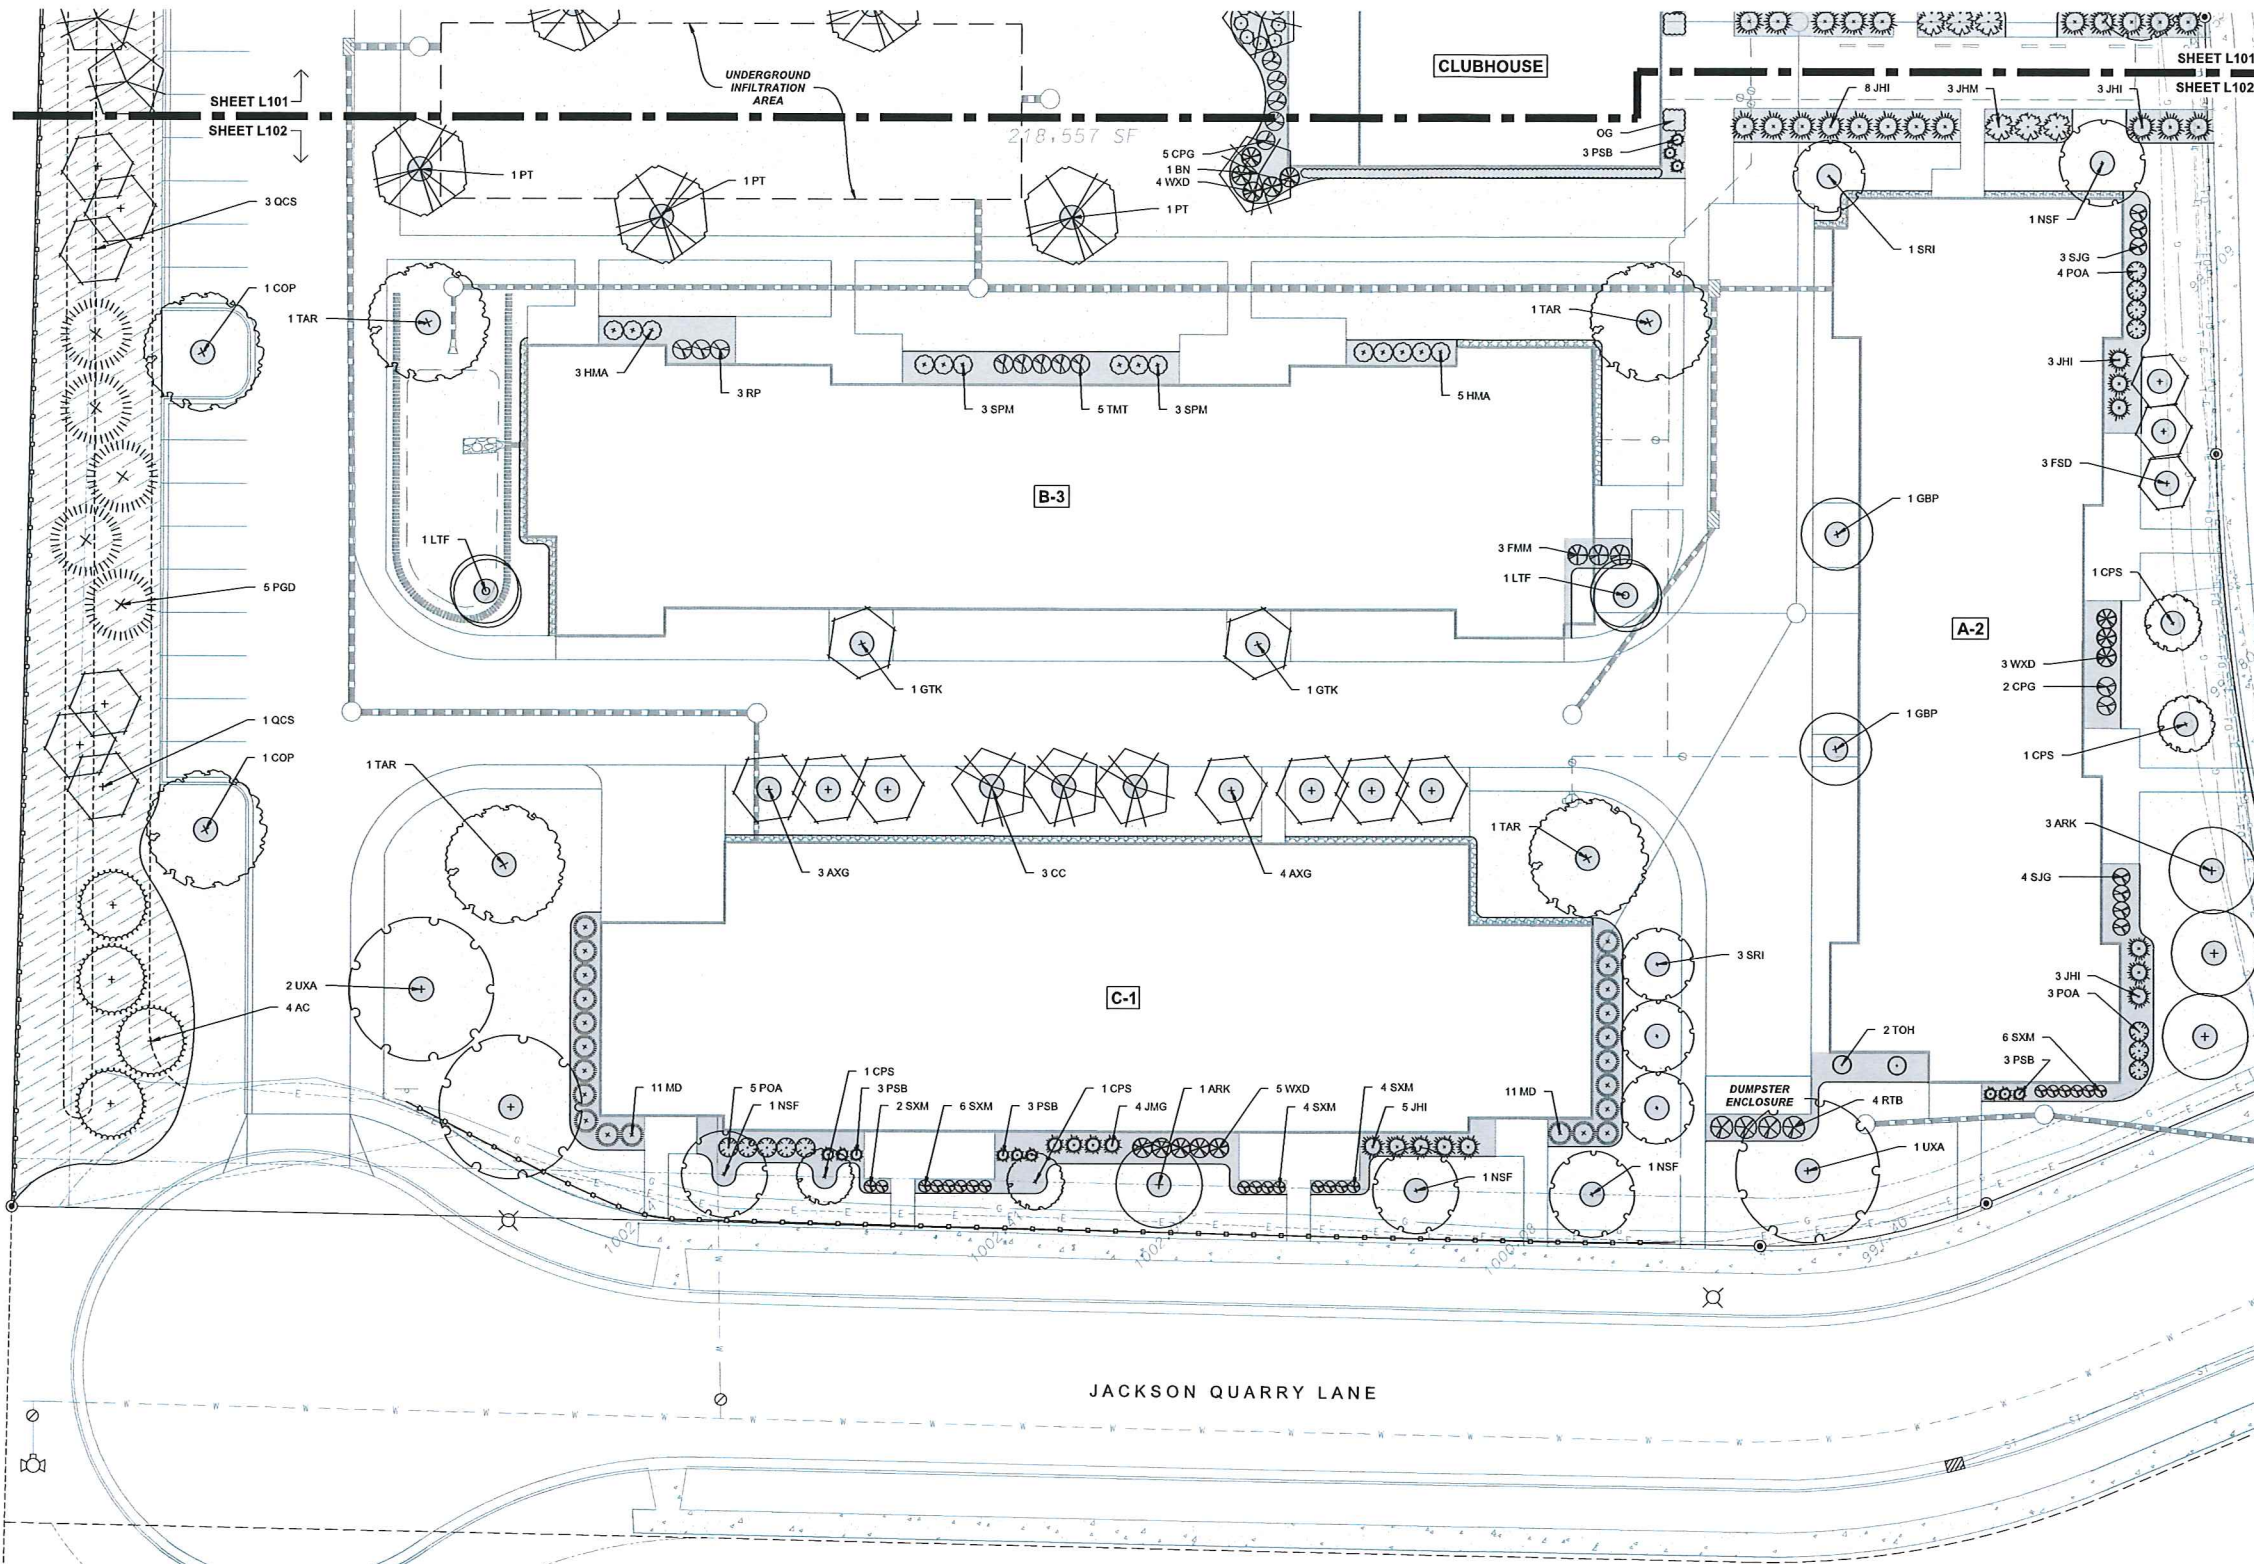 CLUBHOUSE
SHEET L101
SHEET L102
UNDERGROUND
INFILTRATION
AREA
SHEET L101
SHEET L102
8 JHI
3 JHM
3 JHI
218,557 SF
OG
3 PSB
5 CPG
1 BN
4 WXD
1 PT
1 PT
1 PT
3 QCS
1 NSF
1 SRI
3 SJG
4 POA
1 COP
1 TAR
1 TAR
3 HMA
3 RP
3 SPM
5 TMT
3 SPM
5 HMA
3 JHI
3 FSD
B-3
1 GBP
1 LTF
3 FMM
1 LTF
1 CPS
5 PGD
A-2
3 WXD
2 CPG
1 GTK
1 GTK
1 QCS
1 GBP
1 CPS
1 COP
1 TAR
1 TAR
3 ARK
3 AXG
3 CC
4 AXG
4 SJG
3 SRI
2 UXA
4 AC
C-1
3 JHI
3 POA
2 TOH
6 SXM
3 PSB
11 MD
5 POA
1 NSF
1 CPS
3 PSB
2 SXM
6 SXM
3 PSB
1 CPS
4 JMG
1 ARK
5 WXD
4 SXM
4 SXM
5 JHI
11 MD
DUMPSTER
ENCLOSURE
4 RTB
1 UXA
1 NSF
1 NSF
JACKSON QUARRY LANE